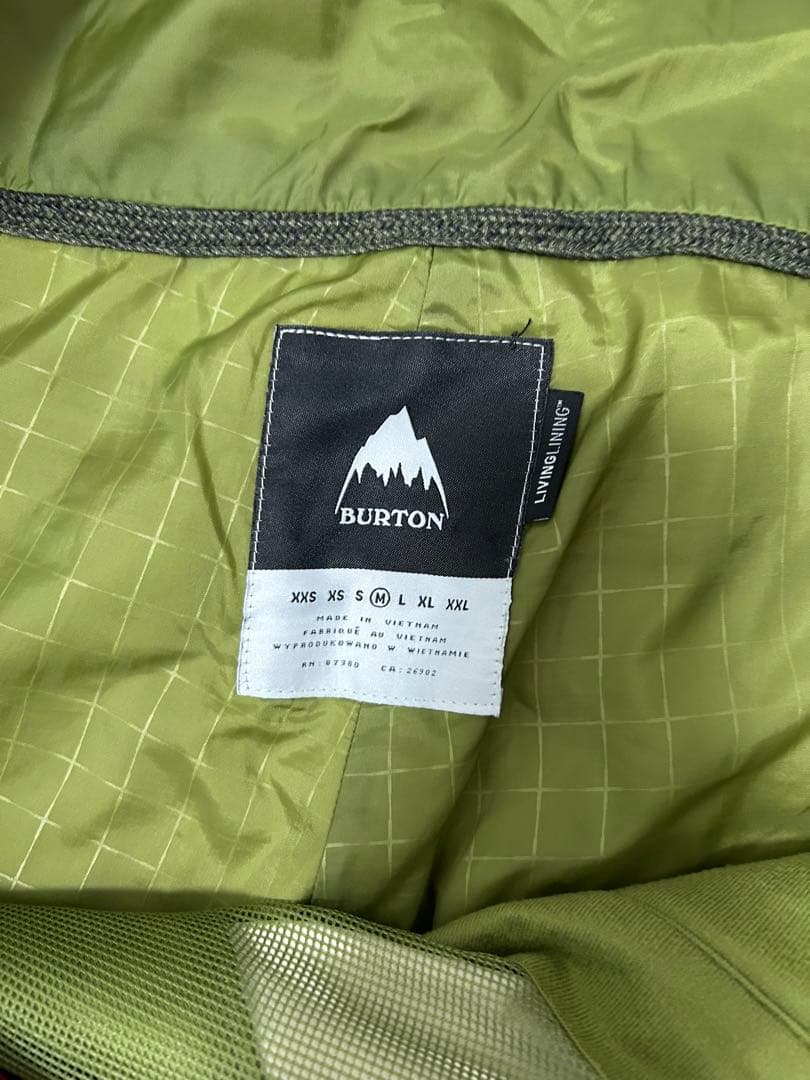 BURTON
LIVINGLINING™
XXS XS S M L XL XXL
MADE IN VIETNAM
FABRIQUÉ AU VIETNAM
WYPRODUKOWANO W WIETNAMIE
RN: 87380 CA: 26902